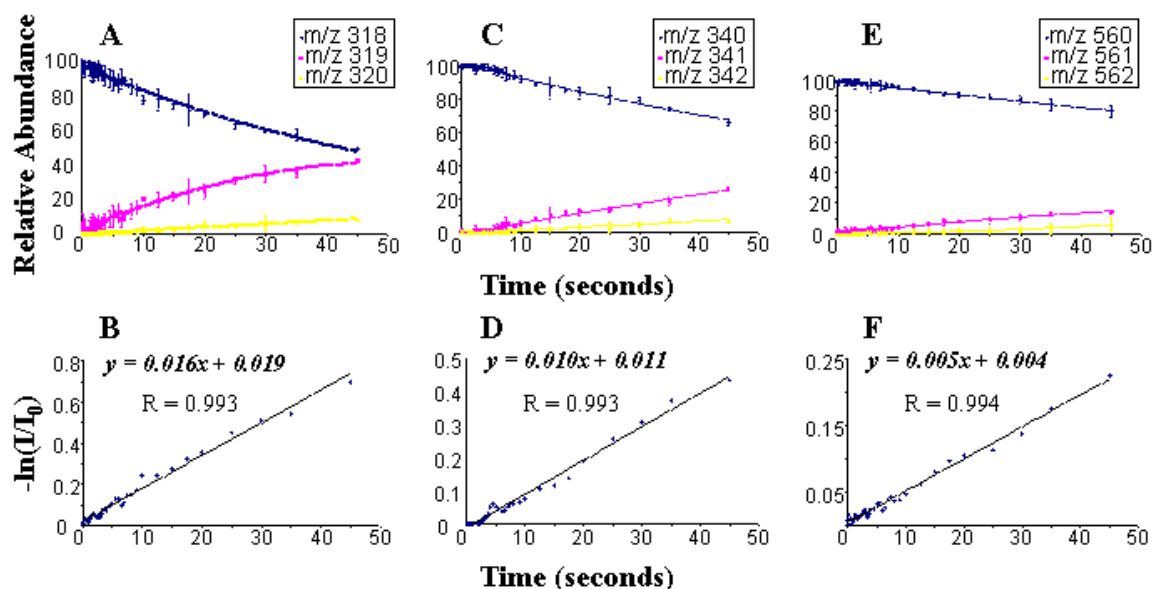 A
m/z 318
m/z 319
m/z 320
C
m/z 340
m/z 341
m/z 342
E
m/z 560
m/z 561
m/z 562
Relative Abundance
100
80
60
40
20
0
0 10 20 30 40 50
100
80
60
40
20
0
0 10 20 30 40 50
100
80
60
40
20
0
0 10 20 30 40 50
Time (seconds)
B
y = 0.016x + 0.019
R = 0.993
D
y = 0.010x + 0.011
R = 0.993
F
y = 0.005x + 0.004
R = 0.994
-ln(I/I0)
0.8
0.6
0.4
0.2
0
0 10 20 30 40 50
0.5
0.4
0.3
0.2
0.1
0
0 10 20 30 40 50
0.25
0.15
0.05
0 10 20 30 40 50
Time (seconds)